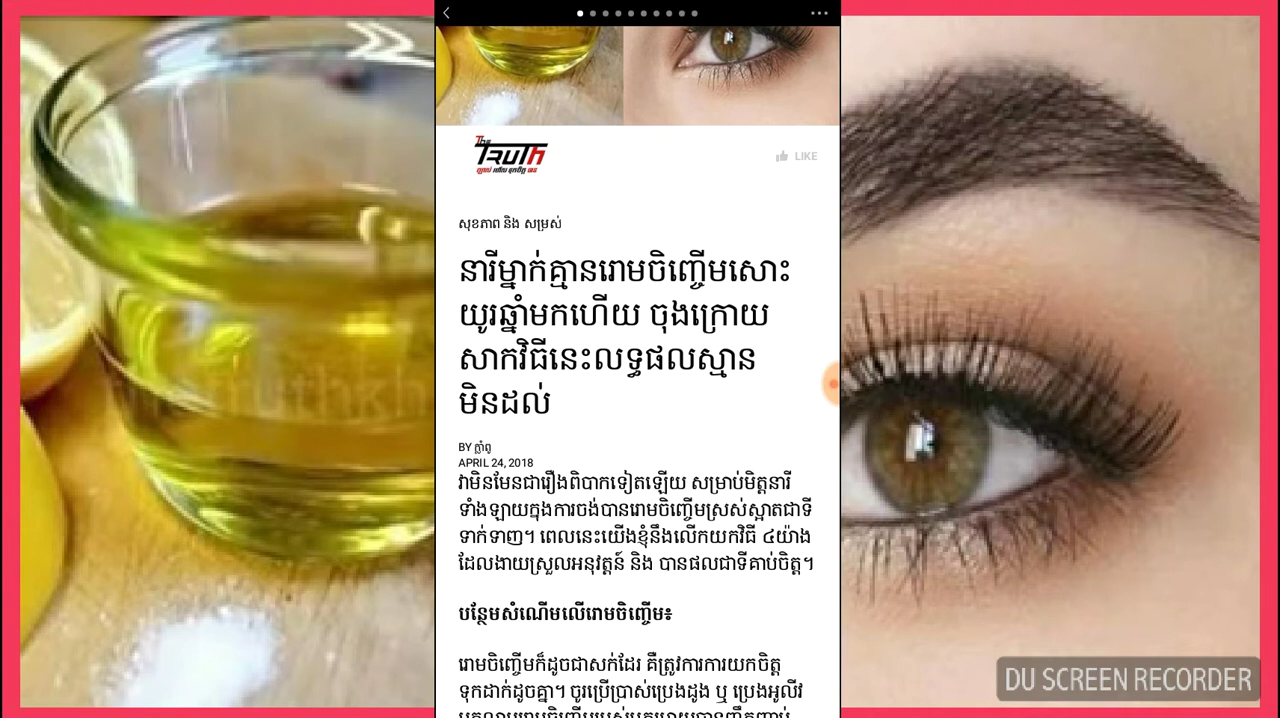 The
TRUTH
LIKE
សុខភាព និង សម្រស់
នារីម្នាក់គ្មានរោមចិញ្ចើមសោះ
យូរឆ្នាំមកហើយ ចុងក្រោយ
សាកវិធីនេះលទ្ធផលស្មាន
មិនដល់
BY ក្លាំពូ
APRIL 24, 2018
វាមិនមែនជារឿងពិបាកទៀតឡើយ សម្រាប់មិត្តនារី
ទាំងឡាយក្នុងការចង់បានរោមចិញ្ចើមស្រស់ស្អាតជាទី
ទាក់ទាញ។ ពេលនេះយើងខ្ញុំនឹងលើកយកវិធី ៤យ៉ាង
ដែលងាយស្រួលអនុវត្តន៍ និង បានផលជាទីគាប់ចិត្ត។
បន្ថែមសំណើមលើរោមចិញ្ចើម៖
រោមចិញ្ចើមក៏ដូចជាសក់ដែរ គឺត្រូវការការយកចិត្ត
ទុកដាក់ដូចគ្នា។ ចូរប្រើប្រាស់ប្រេងដូង ឬ ប្រេងអូលីវ
truthkh
DU SCREEN RECORDER